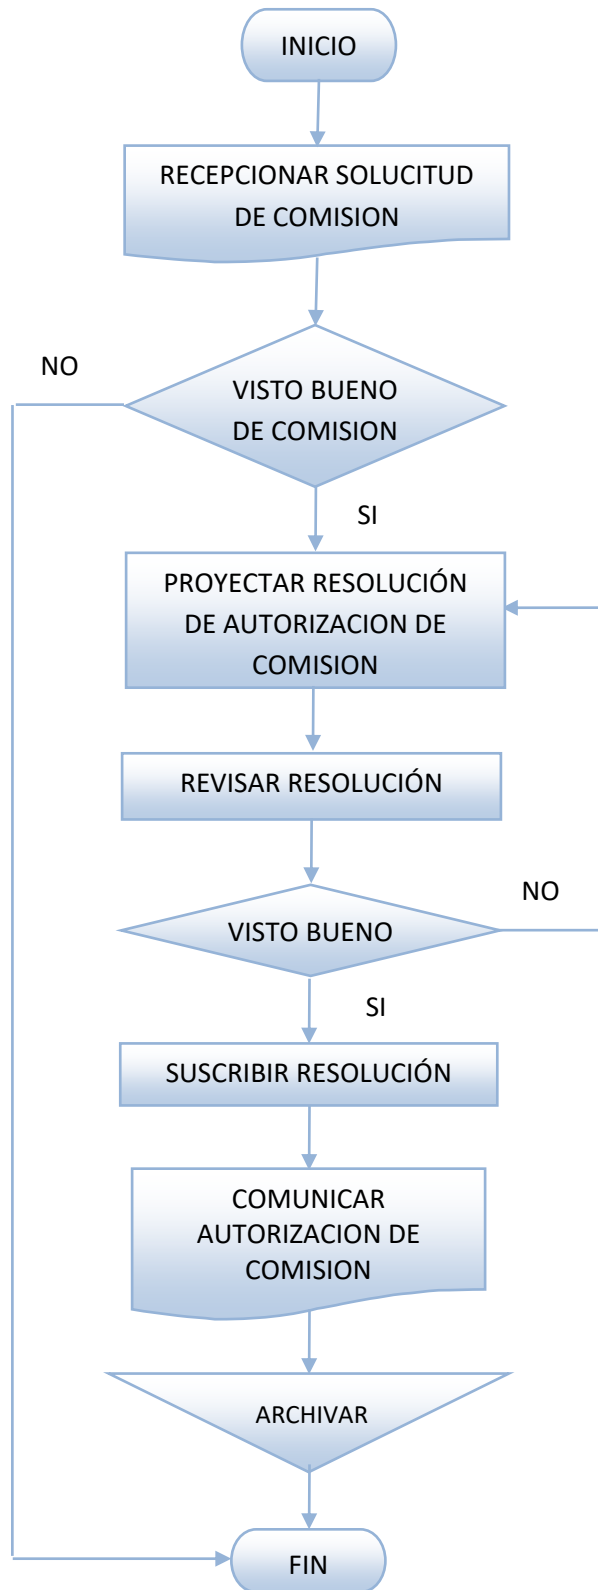 INICIO
RECEPCIONAR SOLUCITUD
DE COMISION
NO
VISTO BUENO
DE COMISION
SI
PROYECTAR RESOLUCIÓN
DE AUTORIZACION DE
COMISION
REVISAR RESOLUCIÓN
NO
VISTO BUENO
SI
SUSCRIBIR RESOLUCIÓN
COMUNICAR
AUTORIZACION DE
COMISION
ARCHIVAR
FIN